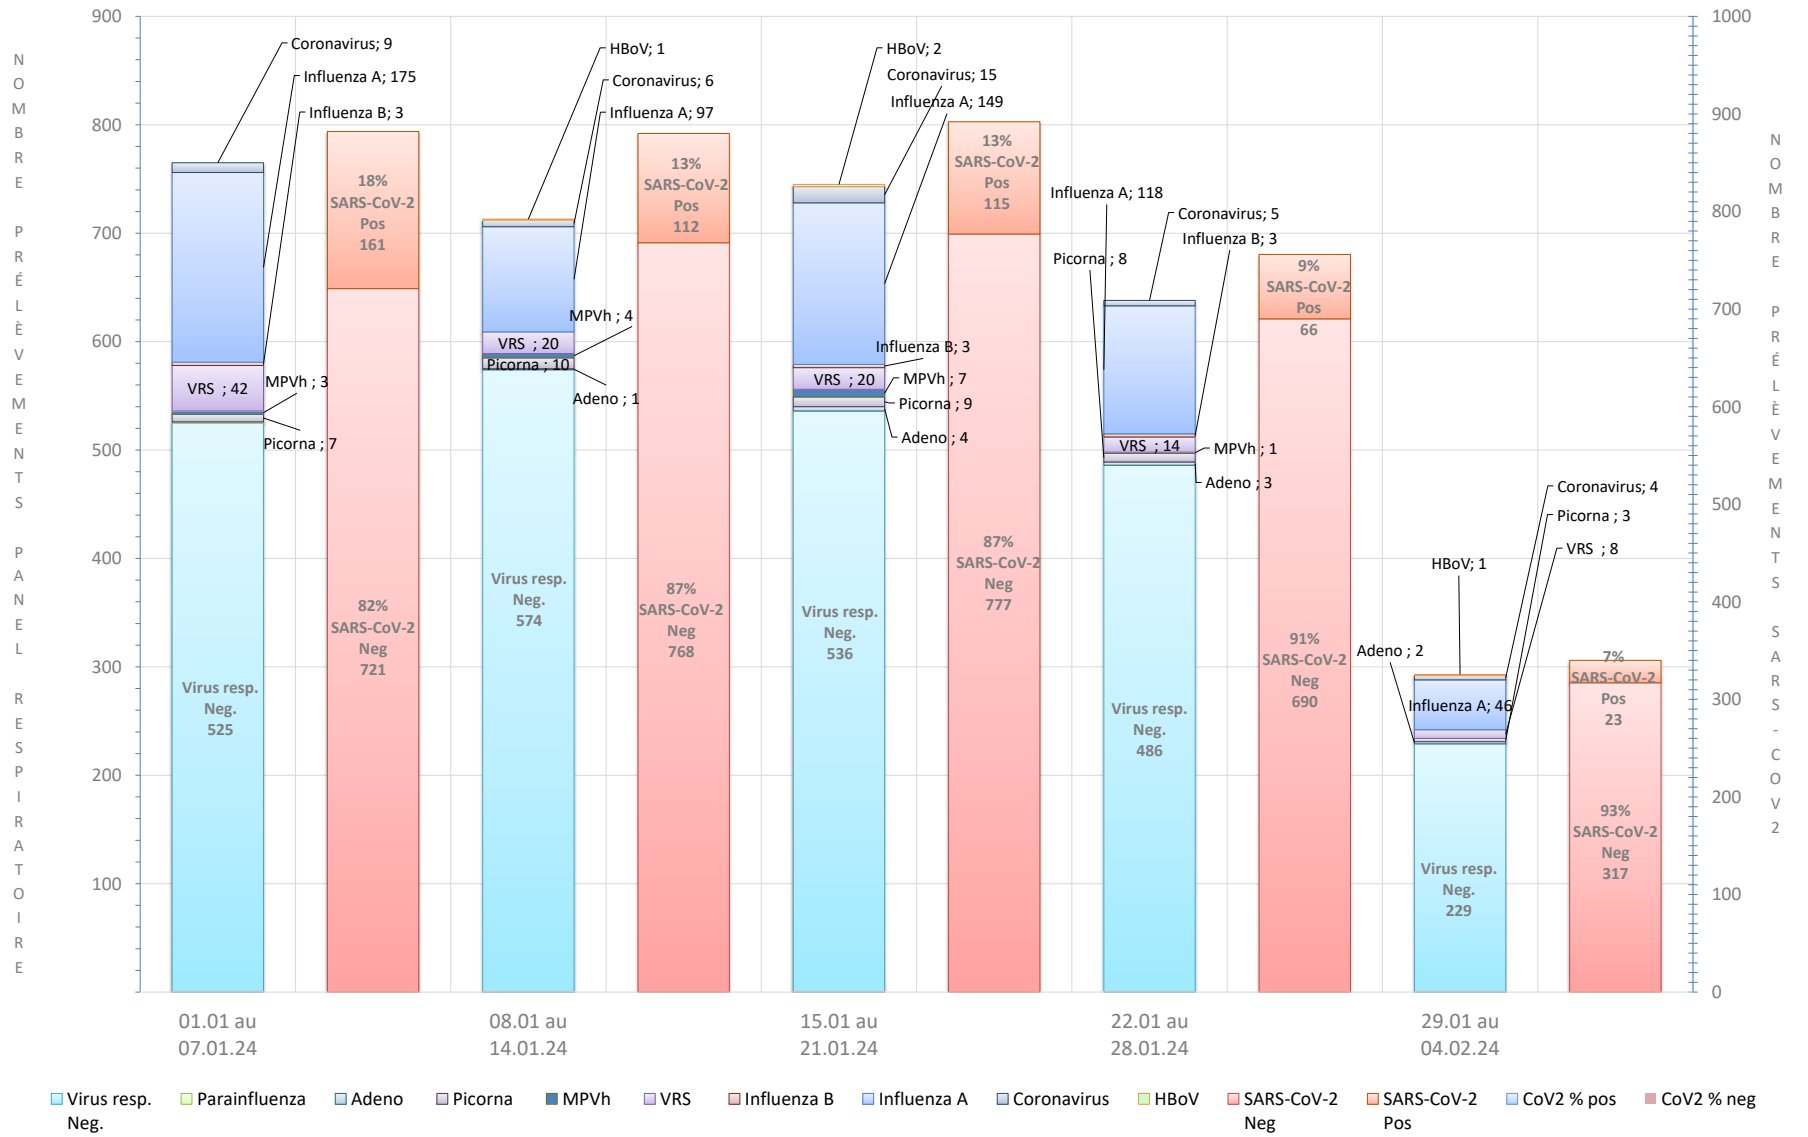 NOMBRE PRÉLÈVEMENTS PANEL RESPIRATOIRE
900
800
700
600
500
400
300
200
100
Coronavirus; 9
Influenza A; 175
Influenza B; 3
VRS ; 42
MPVh ; 3
Picorna ; 7
Virus resp.
Neg.
525
18%
SARS-CoV-2
Pos
161
82%
SARS-CoV-2
Neg
721
HBoV; 1
Coronavirus; 6
Influenza A; 97
MPVh ; 4
VRS ; 20
Picorna ; 10
Adeno ; 1
Virus resp.
Neg.
574
13%
SARS-CoV-2
Pos
112
87%
SARS-CoV-2
Neg
768
HBoV; 2
Coronavirus; 15
Influenza A; 149
Influenza B; 3
VRS ; 20
MPVh ; 7
Picorna ; 9
Adeno ; 4
Virus resp.
Neg.
536
13%
SARS-CoV-2
Pos
115
87%
SARS-CoV-2
Neg
777
Influenza A; 118
Coronavirus; 5
Influenza B; 3
Picorna ; 8
VRS ; 14
MPVh ; 1
Adeno ; 3
Virus resp.
Neg.
486
9%
SARS-CoV-2
Pos
66
91%
SARS-CoV-2
Neg
690
Coronavirus; 4
Picorna ; 3
VRS ; 8
HBoV; 1
Adeno ; 2
Influenza A; 46
Virus resp.
Neg.
229
7%
SARS-CoV-2
Pos
23
93%
SARS-CoV-2
Neg
317
1000
900
800
700
600
500
400
300
200
100
0
NOMBRE PRÉLÈVEMENTS SARS-COV2
01.01 au
07.01.24
08.01 au
14.01.24
15.01 au
21.01.24
22.01 au
28.01.24
29.01 au
04.02.24
Virus resp.
Neg.
Parainfluenza
Adeno
Picorna
MPVh
VRS
Influenza B
Influenza A
Coronavirus
HBoV
SARS-CoV-2
Neg
SARS-CoV-2
Pos
CoV2 % pos
CoV2 % neg